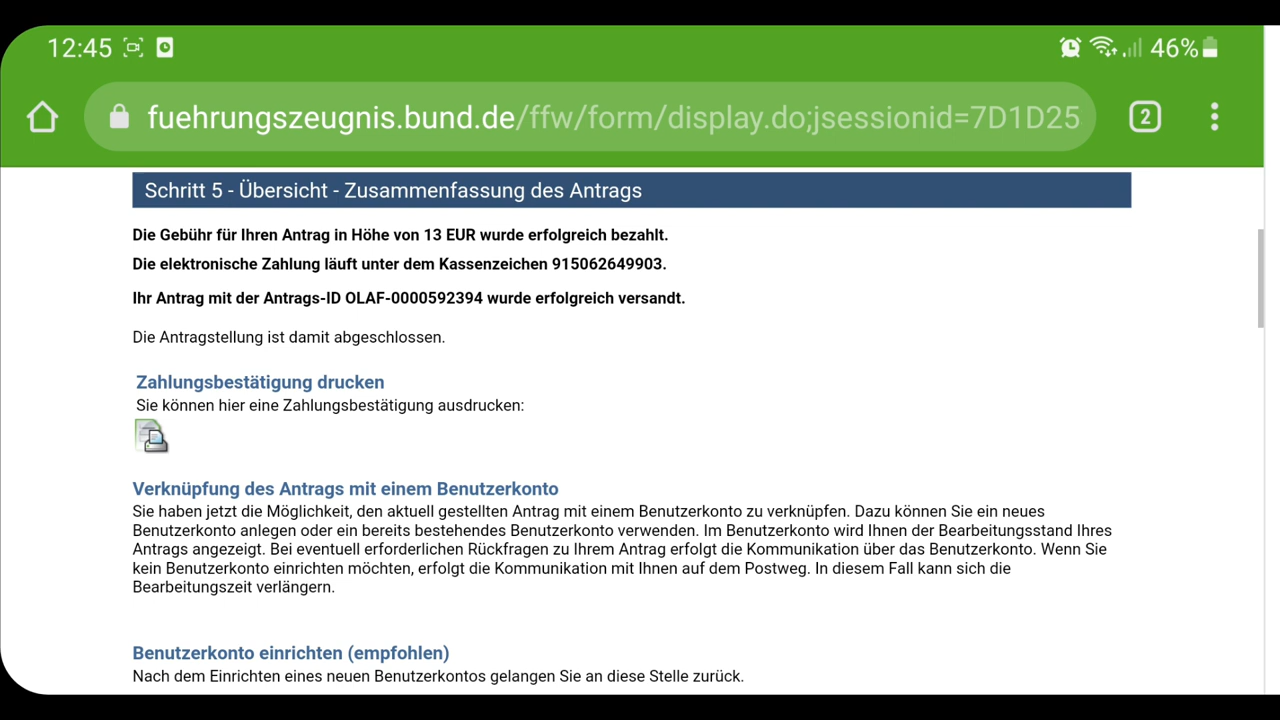 12:45
46%
fuehrungszeugnis.bund.de/ffw/form/display.do;jsessionid=7D1D25
2
Schritt 5 - Übersicht - Zusammenfassung des Antrags
Die Gebühr für Ihren Antrag in Höhe von 13 EUR wurde erfolgreich bezahlt.
Die elektronische Zahlung läuft unter dem Kassenzeichen 915062649903.
Ihr Antrag mit der Antrags-ID OLAF-0000592394 wurde erfolgreich versandt.
Die Antragstellung ist damit abgeschlossen.
Zahlungsbestätigung drucken
Sie können hier eine Zahlungsbestätigung ausdrucken:
Verknüpfung des Antrags mit einem Benutzerkonto
Sie haben jetzt die Möglichkeit, den aktuell gestellten Antrag mit einem Benutzerkonto zu verknüpfen. Dazu können Sie ein neues
Benutzerkonto anlegen oder ein bereits bestehendes Benutzerkonto verwenden. Im Benutzerkonto wird Ihnen der Bearbeitungsstand Ihres
Antrags angezeigt. Bei eventuell erforderlichen Rückfragen zu Ihrem Antrag erfolgt die Kommunikation über das Benutzerkonto. Wenn Sie
kein Benutzerkonto einrichten möchten, erfolgt die Kommunikation mit Ihnen auf dem Postweg. In diesem Fall kann sich die
Bearbeitungszeit verlängern.
Benutzerkonto einrichten (empfohlen)
Nach dem Einrichten eines neuen Benutzerkontos gelangen Sie an diese Stelle zurück.